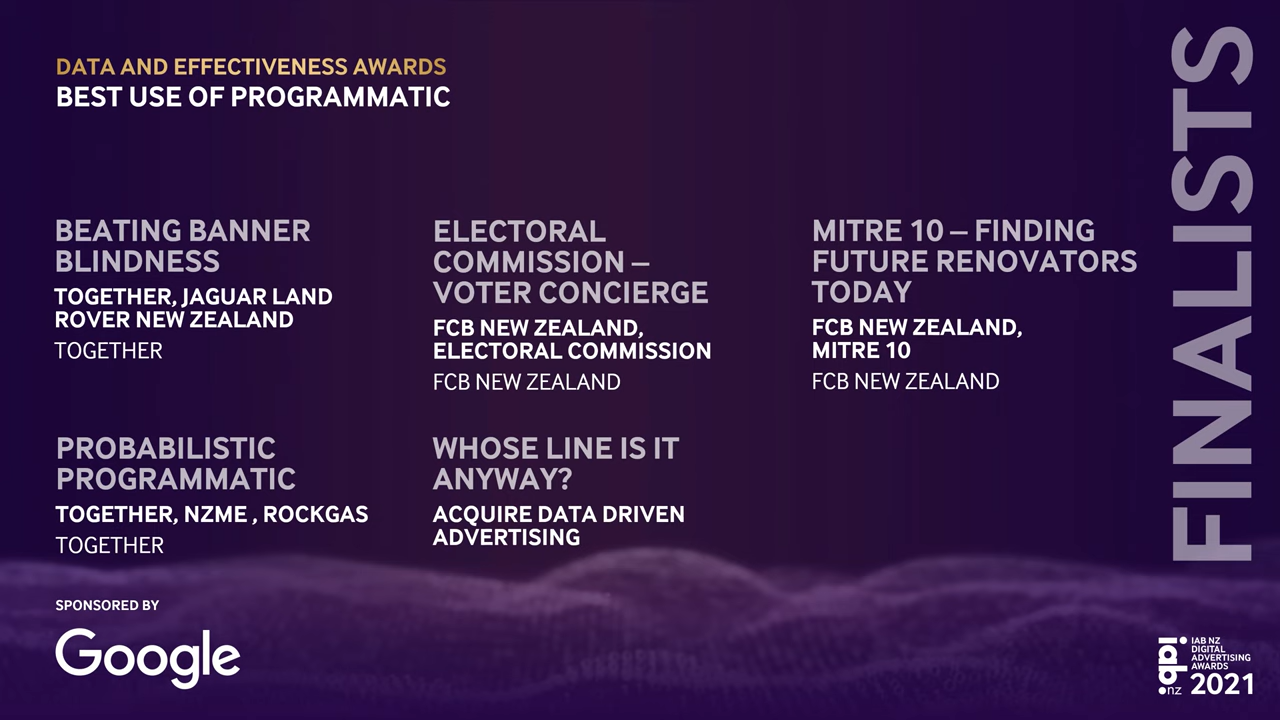 DATA AND EFFECTIVENESS AWARDS
BEST USE OF PROGRAMMATIC
FINALISTS
BEATING BANNER
BLINDNESS
TOGETHER, JAGUAR LAND
ROVER NEW ZEALAND
TOGETHER
ELECTORAL
COMMISSION –
VOTER CONCIERGE
FCB NEW ZEALAND,
ELECTORAL COMMISSION
FCB NEW ZEALAND
MITRE 10 – FINDING
FUTURE RENOVATORS
TODAY
FCB NEW ZEALAND,
MITRE 10
FCB NEW ZEALAND
PROBABILISTIC
PROGRAMMATIC
TOGETHER, NZME , ROCKGAS
TOGETHER
WHOSE LINE IS IT
ANYWAY?
ACQUIRE DATA DRIVEN
ADVERTISING
SPONSORED BY
Google
iab.nz
IAB NZ
DIGITAL
ADVERTISING
AWARDS
2021